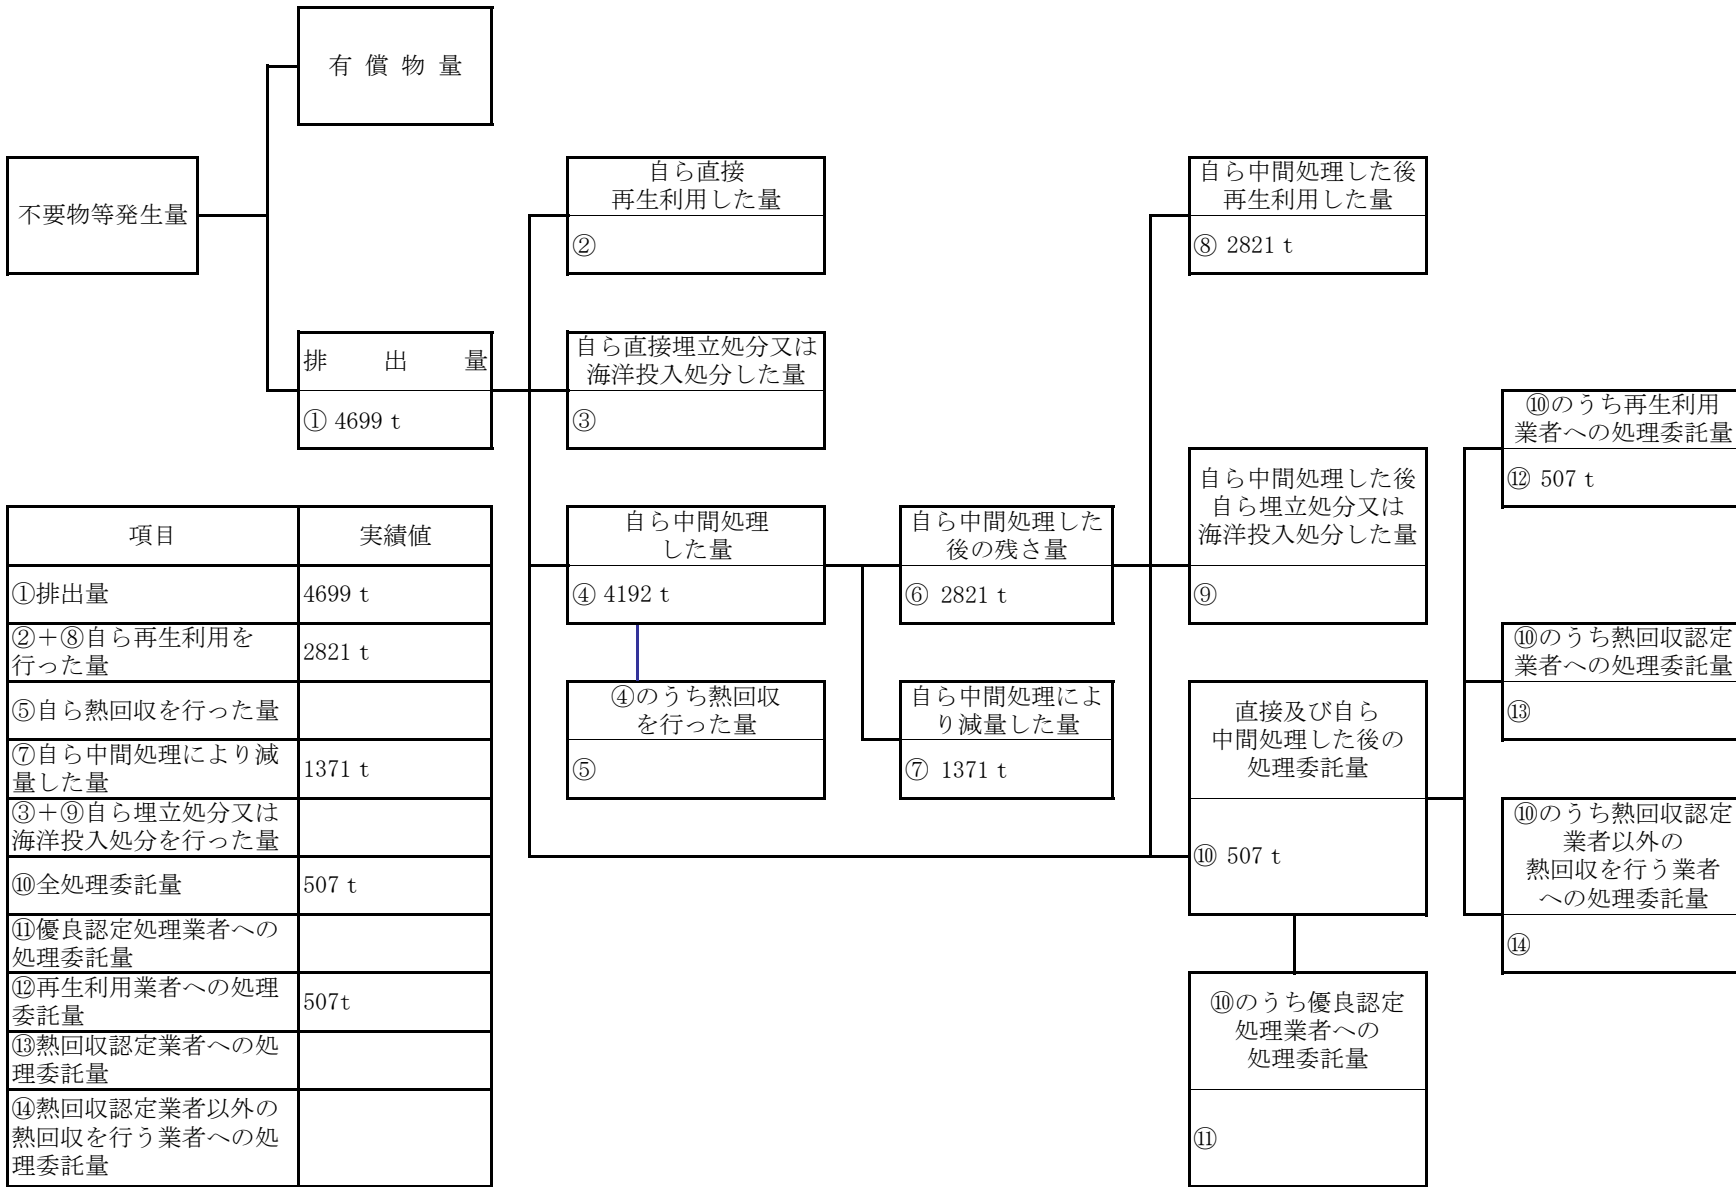 有 償 物 量
不要物等発生量
自ら直接
再生利用した量
②
自ら中間処理した後
再生利用した量
⑧ 2821 t
排 出 量
① 4699 t
自ら直接埋立処分又は
海洋投入処分した量
③
自ら中間処理
した量
④ 4192 t
自ら中間処理した
後の残さ量
⑥ 2821 t
自ら中間処理した後
自ら埋立処分又は
海洋投入処分した量
⑨
⑩のうち再生利用
業者への処理委託量
⑫ 507 t
④のうち熱回収
を行った量
⑤
自ら中間処理によ
り減量した量
⑦ 1371 t
直接及び自ら
中間処理した後の
処理委託量
⑩ 507 t
⑩のうち熱回収認定
業者への処理委託量
⑬
⑩のうち熱回収認定
業者以外の
熱回収を行う業者
への処理委託量
⑭
⑩のうち優良認定
処理業者への
処理委託量
⑪
項目 実績値
①排出量 4699 t
②＋⑧自ら再生利用を
行った量 2821 t
⑤自ら熱回収を行った量
⑦自ら中間処理により減
量した量 1371 t
③＋⑨自ら埋立処分又は
海洋投入処分を行った量
⑩全処理委託量 507 t
⑪優良認定処理業者への
処理委託量
⑫再生利用業者への処理
委託量 507t
⑬熱回収認定業者への処
理委託量
⑭熱回収認定業者以外の
熱回収を行う業者への処
理委託量